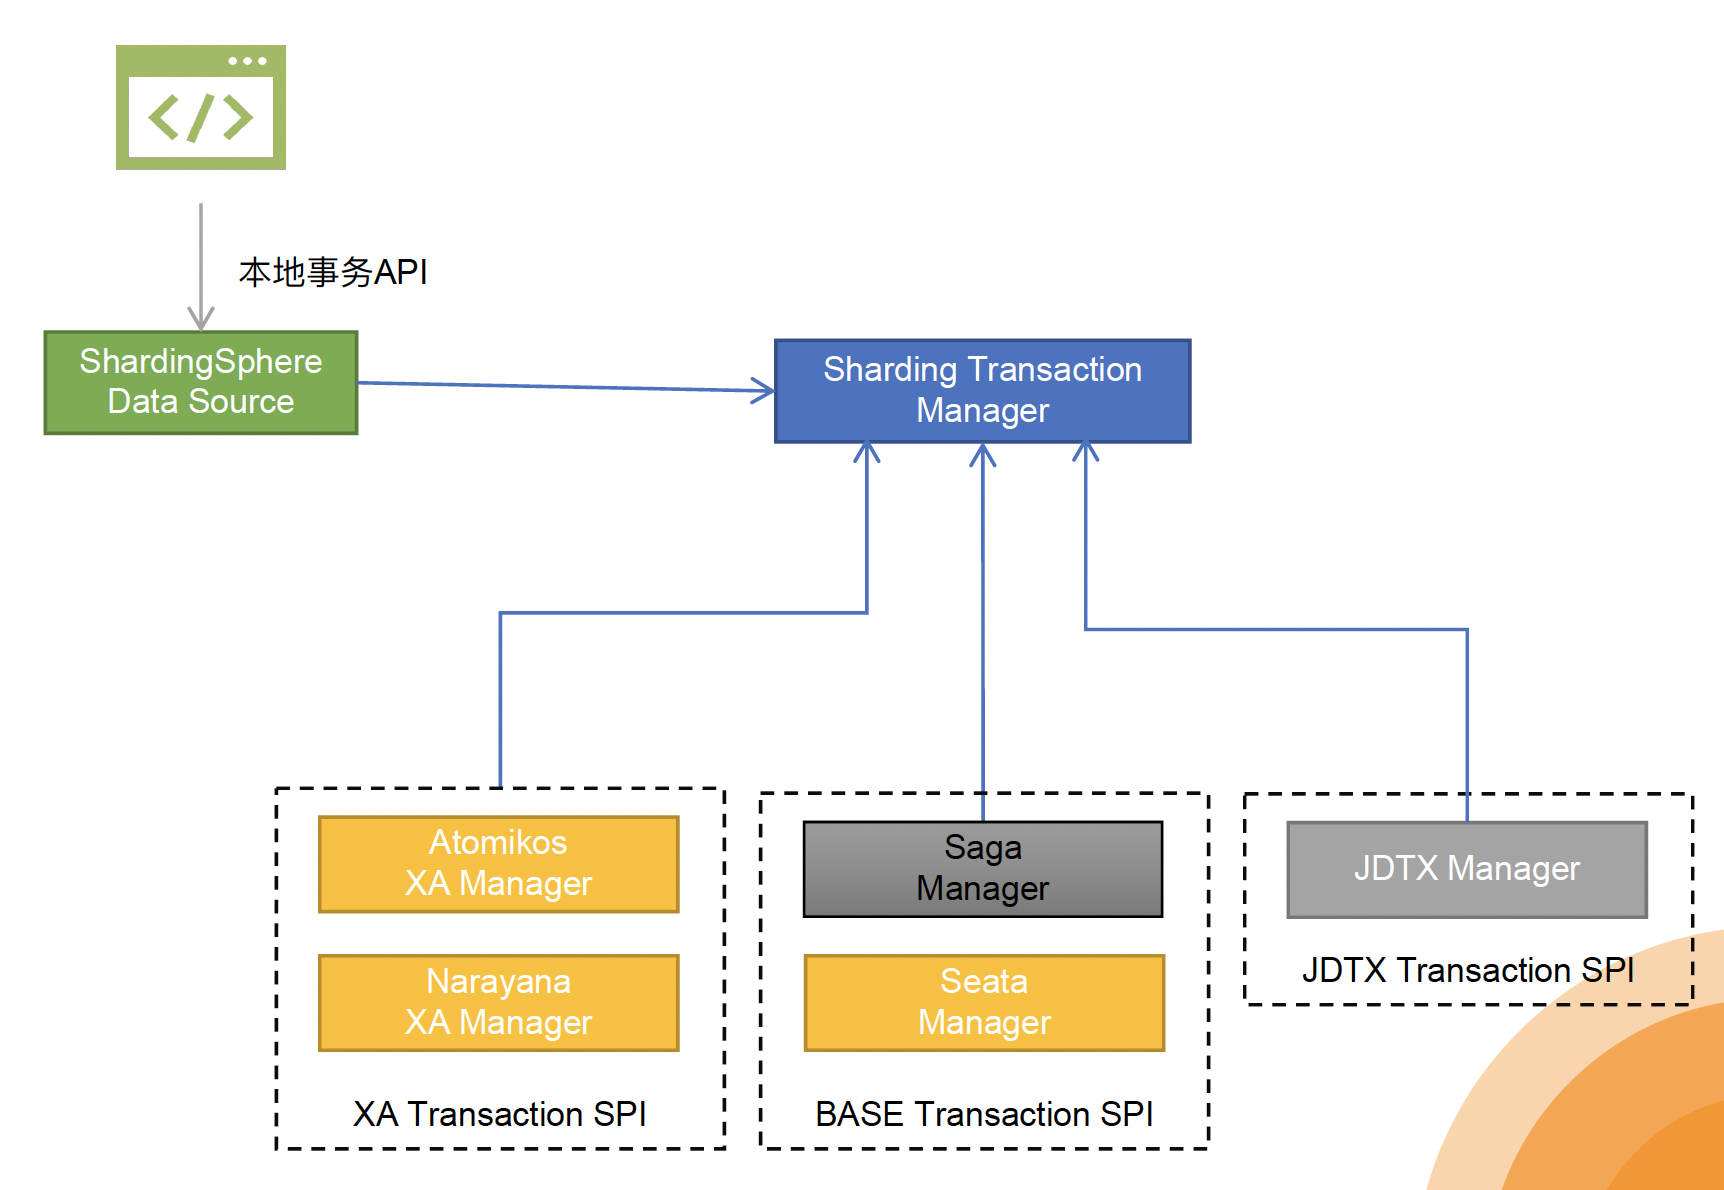 </>
本地事务API
ShardingSphere
Data Source
Sharding Transaction
Manager
Atomikos
XA Manager
Narayana
XA Manager
XA Transaction SPI
Saga
Manager
Seata
Manager
BASE Transaction SPI
JDTX Manager
JDTX Transaction SPI